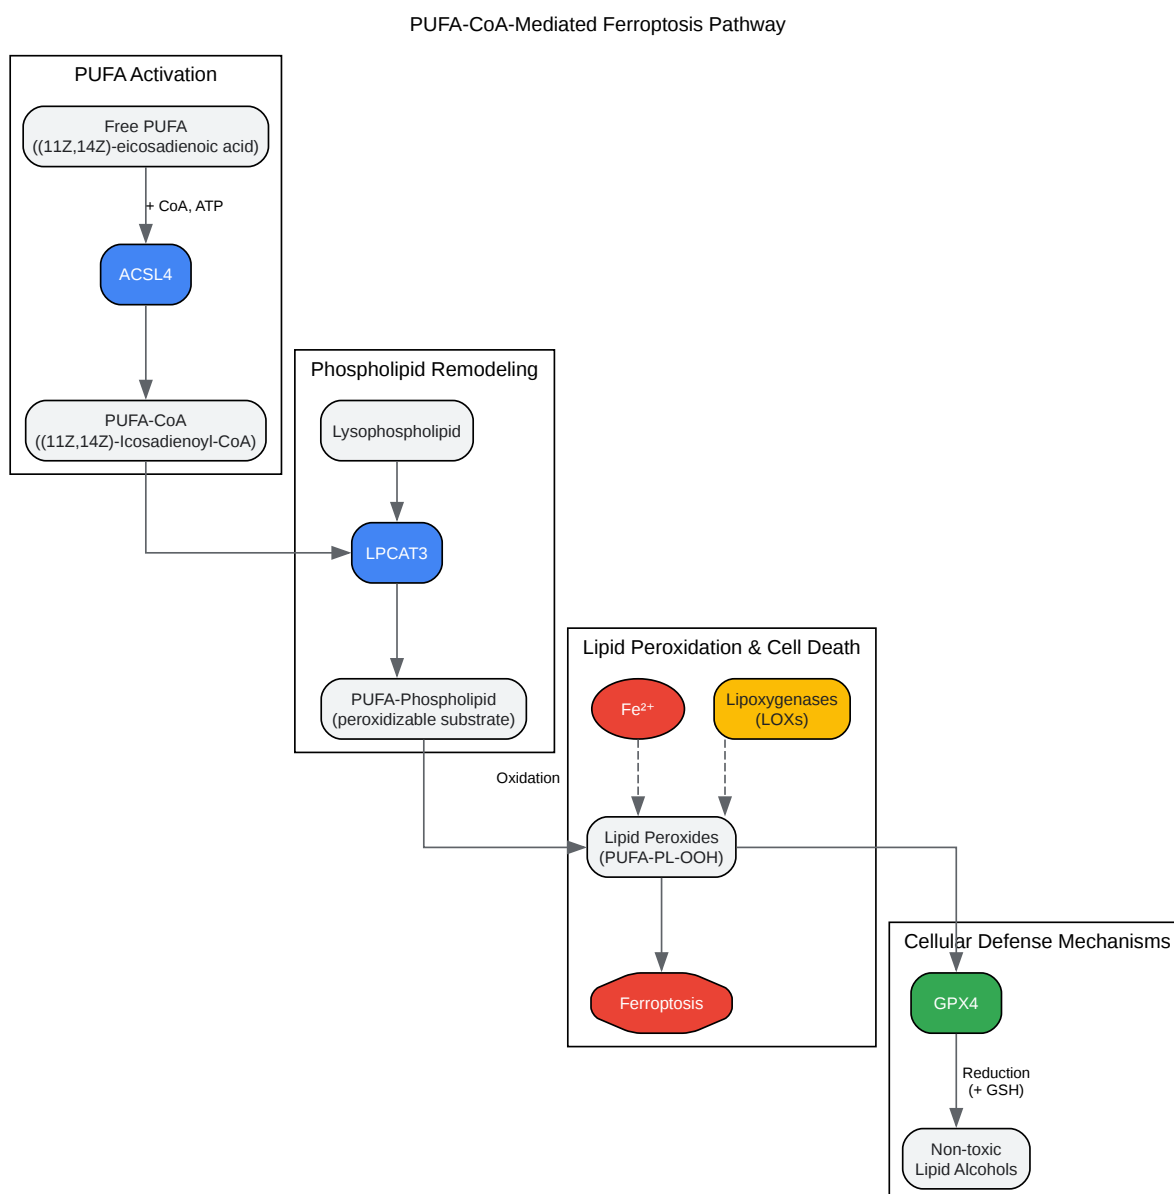 PUFA-CoA-Mediated Ferroptosis Pathway
PUFA Activation
Free PUFA
((11Z,14Z)-eicosadienoic acid)
+ CoA, ATP
ACSL4
PUFA-CoA
((11Z,14Z)-Icosadienoyl-CoA)
Phospholipid Remodeling
Lysophospholipid
LPCAT3
PUFA-Phospholipid
(peroxidizable substrate)
Oxidation
Lipid Peroxidation & Cell Death
Fe²⁺
Lipoxygenases
(LOXs)
Lipid Peroxides
(PUFA-PL-OOH)
Ferroptosis
Cellular Defense Mechanisms
GPX4
Reduction
(+ GSH)
Non-toxic
Lipid Alcohols